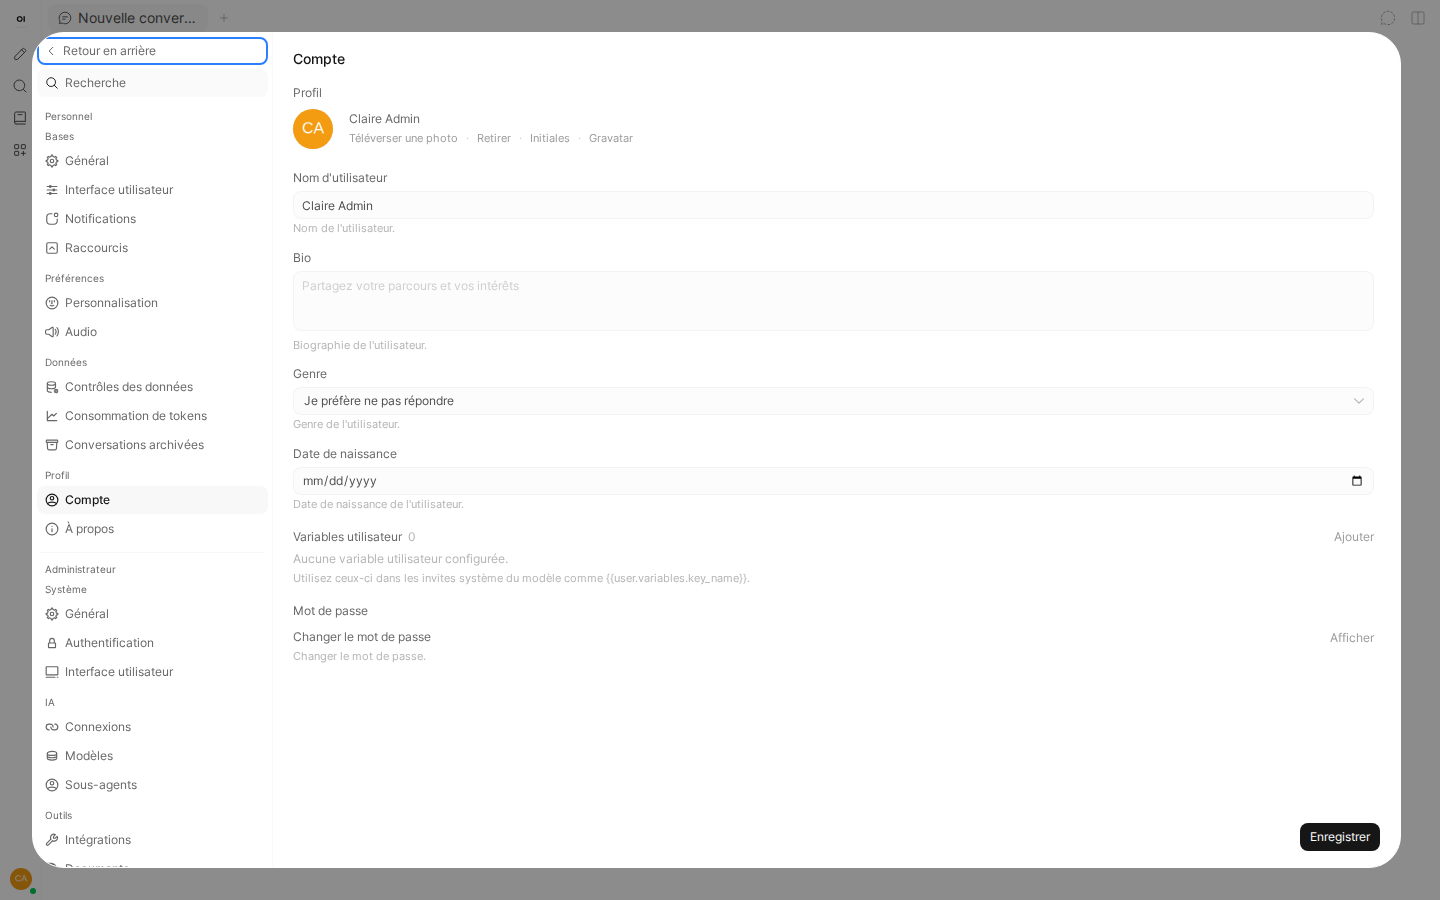 OI
Nouvelle conver...
Retour en arrière
Recherche
Personnel
Bases
Général
Interface utilisateur
Notifications
Raccourcis
Préférences
Personnalisation
Audio
Données
Contrôles des données
Consommation de tokens
Conversations archivées
Profil
Compte
À propos
Administrateur
Système
Général
Authentification
Interface utilisateur
IA
Connexions
Modèles
Sous-agents
Outils
Intégrations
CA
Compte
Profil
CA
Claire Admin
Téléverser une photo · Retirer · Initiales · Gravatar
Nom d'utilisateur
Claire Admin
Nom de l'utilisateur.
Bio
Partagez votre parcours et vos intérêts
Biographie de l'utilisateur.
Genre
Je préfère ne pas répondre
Genre de l'utilisateur.
Date de naissance
mm/dd/yyyy
Date de naissance de l'utilisateur.
Variables utilisateur 0 Ajouter
Aucune variable utilisateur configurée.
Utilisez ceux-ci dans les invites système du modèle comme {{user.variables.key_name}}.
Mot de passe
Changer le mot de passe Afficher
Changer le mot de passe.
Enregistrer